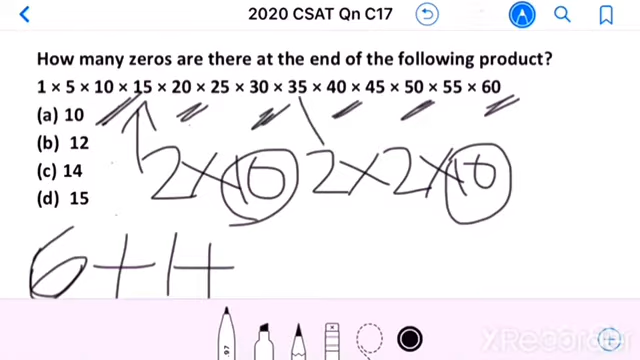 2020 CSAT Qn C17
How many zeros are there at the end of the following product?
1 × 5 × 10 × 15 × 20 × 25 × 30 × 35 × 40 × 45 × 50 × 55 × 60
(a) 10
(b) 12
(c) 14
(d) 15
2×10 2×2×10
6+1+
.97
XRecorder